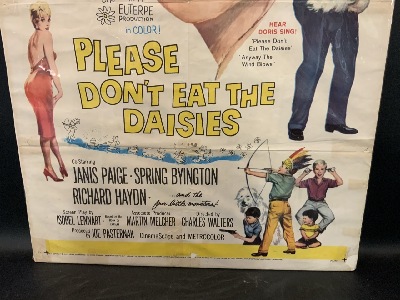 EUTERPE
PRODUCTION
in COLOR!
HEAR
DORIS SING!
'Please Don't
Eat The Daisies'
'Anyway The
Wind Blows'
PLEASE
DON'T EAT THE
DAISIES
Co-Starring
JANIS PAIGE · SPRING BYINGTON
RICHARD HAYDN · and the
four little monsters!
Screen Play by
ISOBEL LENNART ·
Associate Producer
MARTIN MELCHER ·
Directed by
CHARLES WALTERS
Produced by JOE PASTERNAK
CinemaScope and METROCOLOR